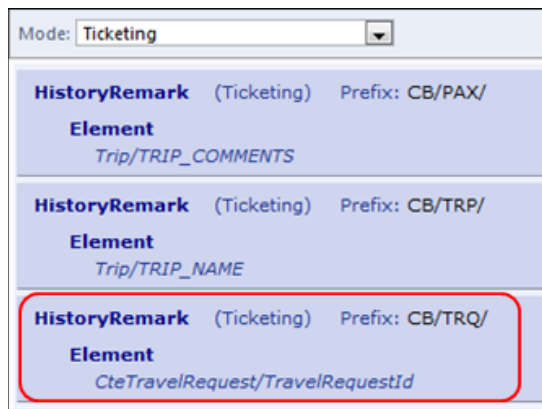 Mode: Ticketing
HistoryRemark (Ticketing) Prefix: CB/PAX/
Element
Trip/TRIP_COMMENTS
HistoryRemark (Ticketing) Prefix: CB/TRP/
Element
Trip/TRIP_NAME
HistoryRemark (Ticketing) Prefix: CB/TRQ/
Element
CteTravelRequest/TravelRequestId